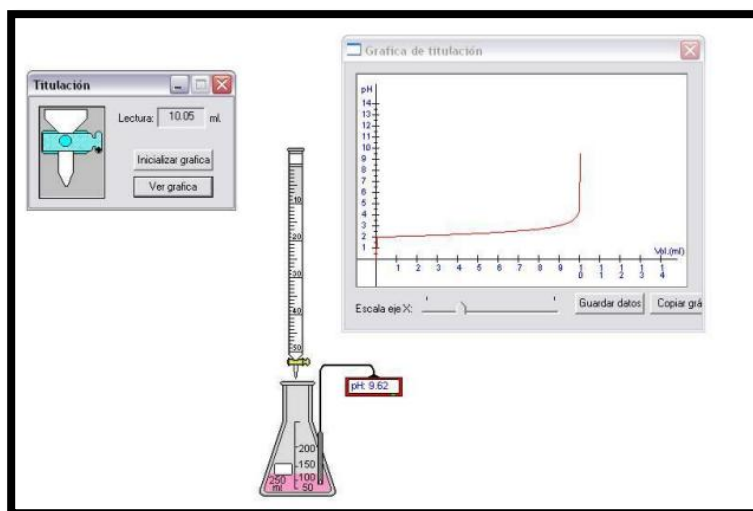 Titulación
Lectura: 10.05 ml.
Inicializar grafica
Ver grafica
Grafica de titulación
pH
14
13
12
11
10
9
8
7
6
5
4
3
2
1
Vol.(ml)
1 2 3 4 5 6 7 8 9 10 11 12 13 14
Escala eje X:
Guardar datos
Copiar grá
10
20
30
40
50
pH: 9.62
200
150
100
50
250
ml